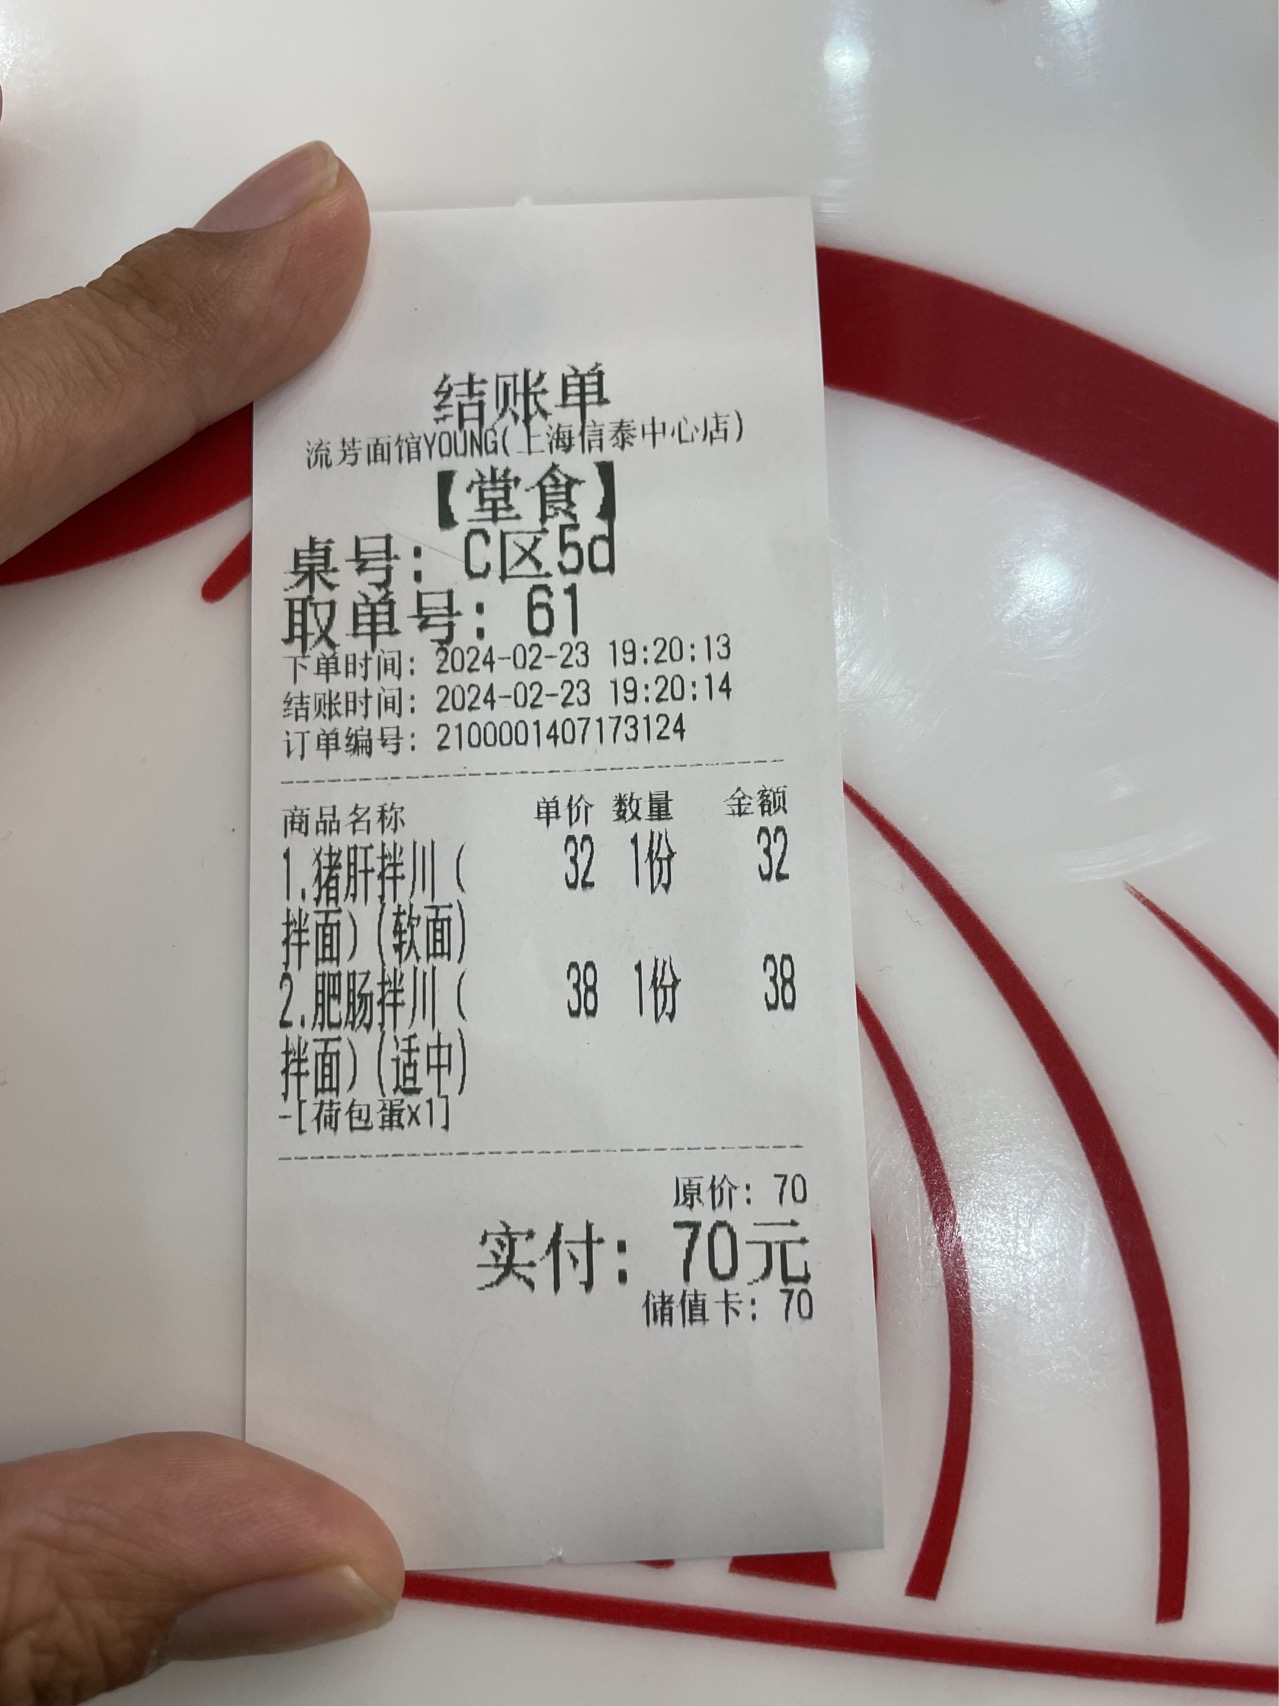 结账单
流芳面馆YOUNG(上海信泰中心店)
【堂食】
桌号: C区5d
取单号: 61
下单时间: 2024-02-23 19:20:13
结账时间: 2024-02-23 19:20:14
订单编号: 2100001407173124
商品名称 单价 数量 金额
1.猪肝拌川( 32 1份 32
拌面)(软面)
2.肥肠拌川( 38 1份 38
拌面)(适中)
-[荷包蛋x1]
原价: 70
实付: 70元
储值卡: 70